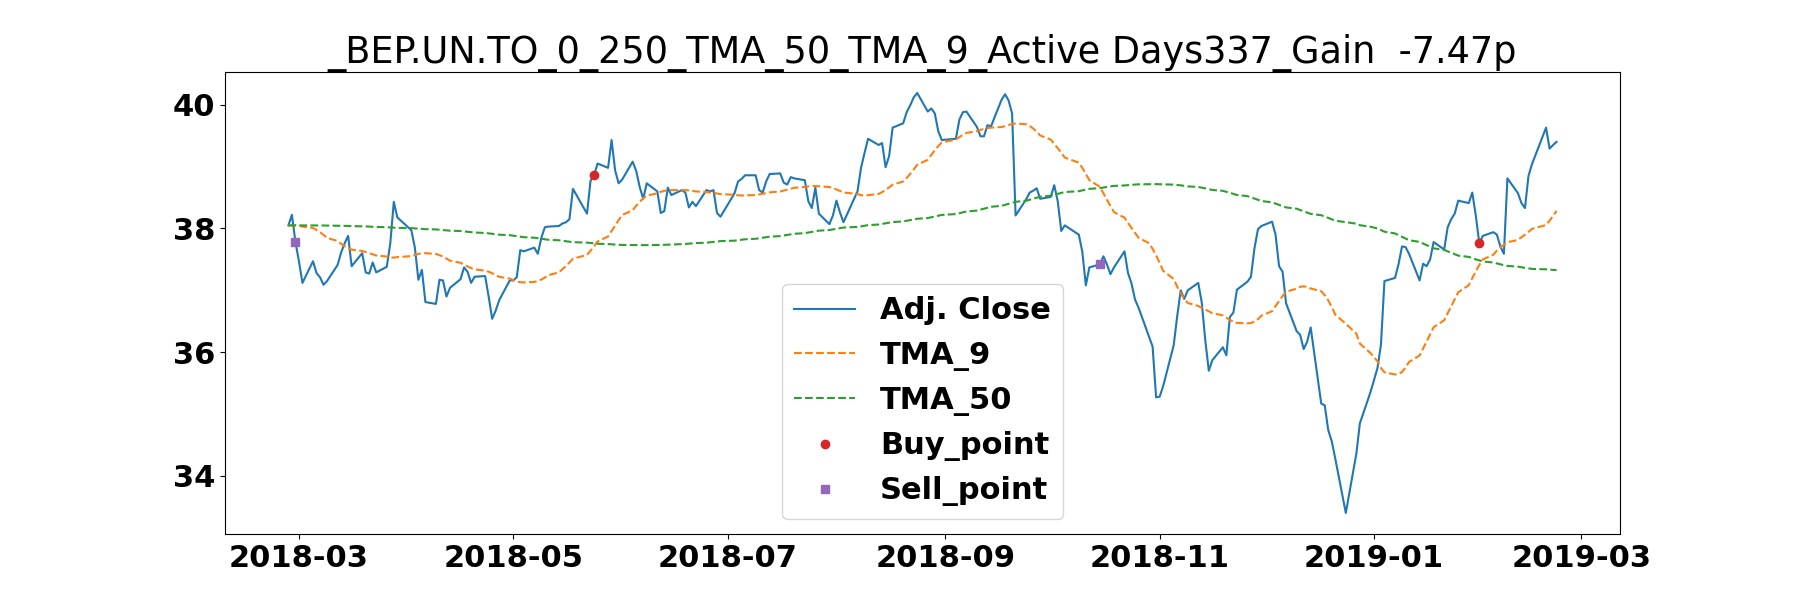 _BEP.UN.TO_0_250_TMA_50_TMA_9_Active Days337_Gain  -7.47p
40
38
36
34
Adj. Close
TMA_9
TMA_50
Buy_point
Sell_point
2018-03 2018-05 2018-07 2018-09 2018-11 2019-01 2019-03